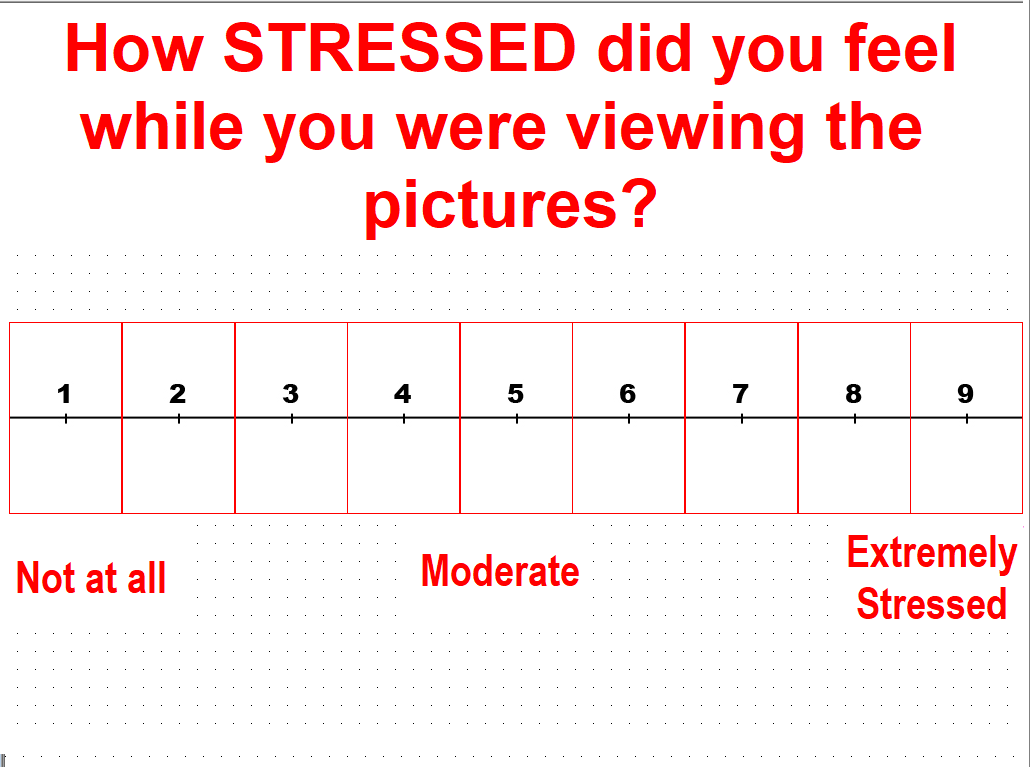 How STRESSED did you feel
while you were viewing the
pictures?
1 2 3 4 5 6 7 8 9
Not at all
Moderate
Extremely
Stressed